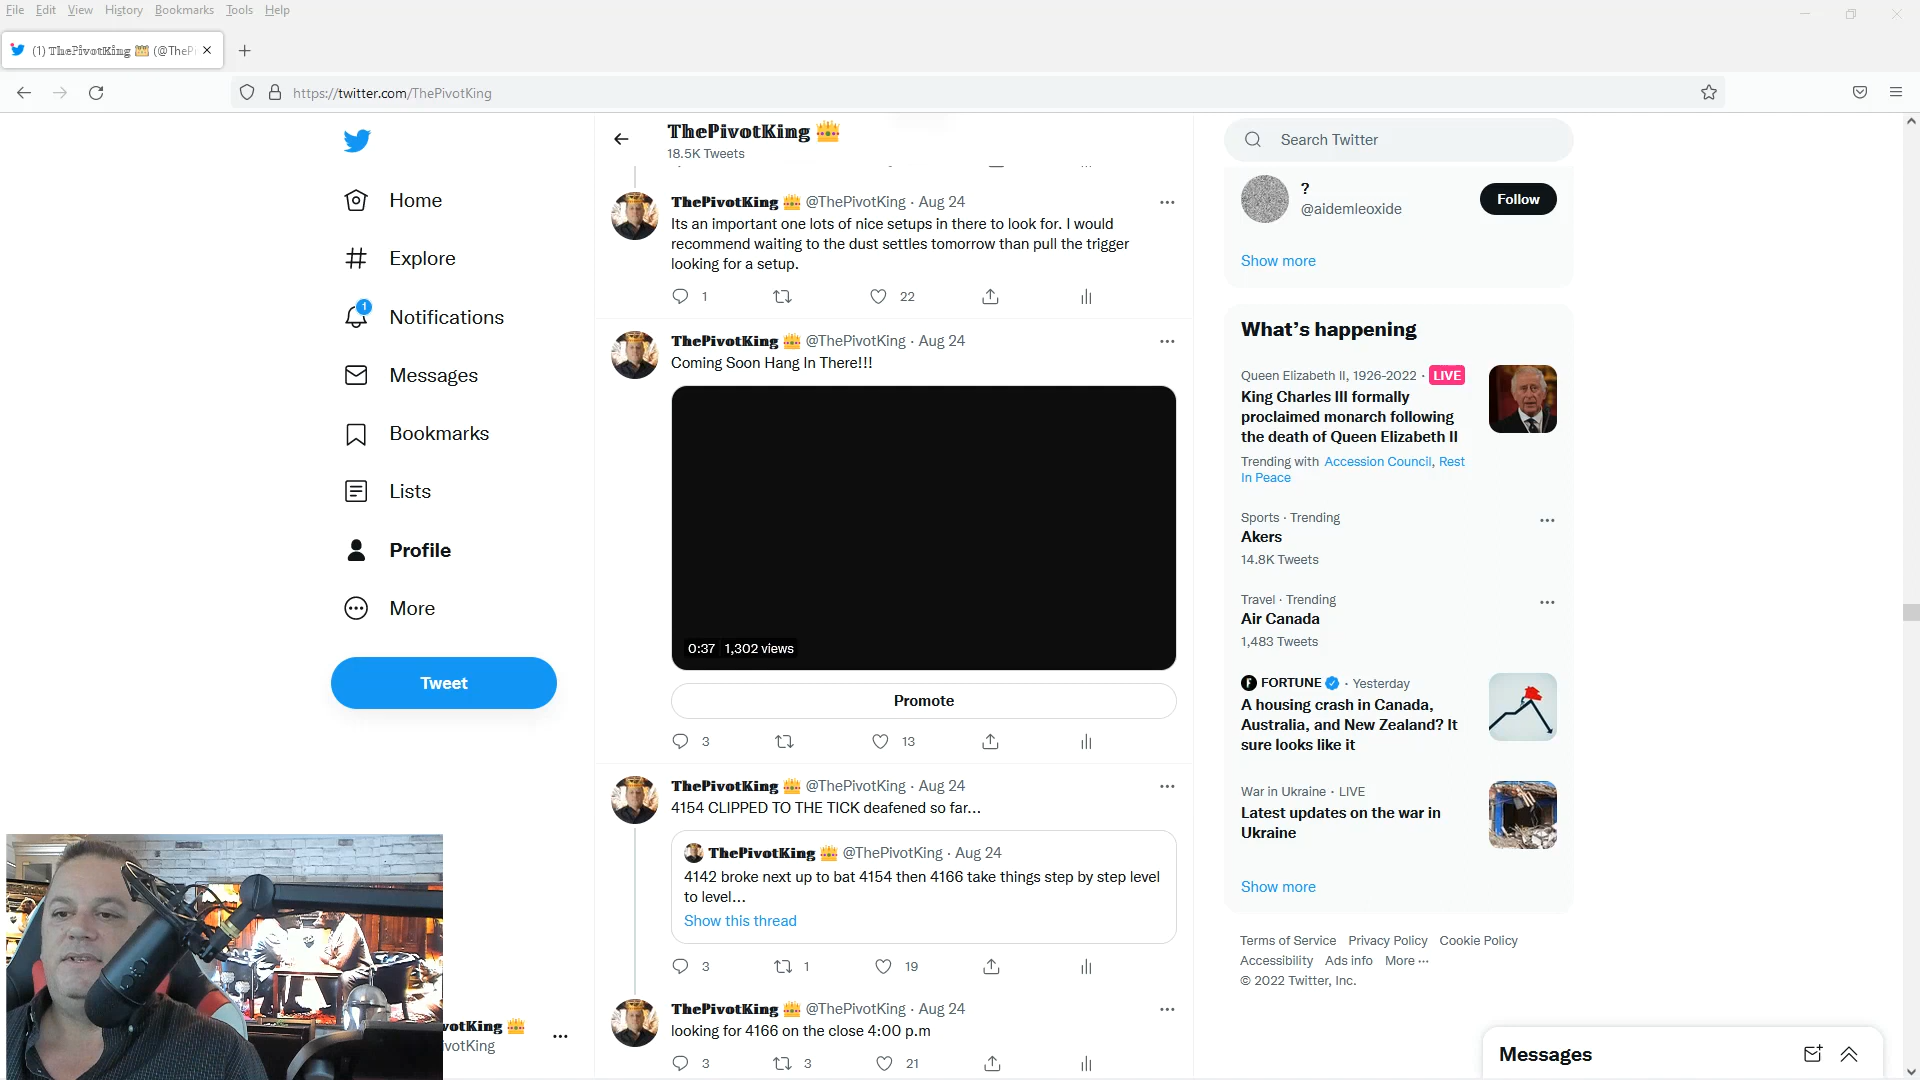 File Edit View History Bookmarks Tools Help
(1) ThePivotKing 👑 (@TheP
https://twitter.com/ThePivotKing
Home
Explore
1
Notifications
Messages
Bookmarks
Lists
Profile
More
Tweet
votKing 👑
ivotKing
ThePivotKing 👑
18.5K Tweets
ThePivotKing 👑 @ThePivotKing · Aug 24
Its an important one lots of nice setups in there to look for. I would
recommend waiting to the dust settles tomorrow than pull the trigger
looking for a setup.
1 22
ThePivotKing 👑 @ThePivotKing · Aug 24
Coming Soon Hang In There!!!
0:37 1,302 views
Promote
3 13
ThePivotKing 👑 @ThePivotKing · Aug 24
4154 CLIPPED TO THE TICK deafened so far...
ThePivotKing 👑 @ThePivotKing · Aug 24
4142 broke next up to bat 4154 then 4166 take things step by step level
to level...
Show this thread
3 1 19
ThePivotKing 👑 @ThePivotKing · Aug 24
looking for 4166 on the close 4:00 p.m
3 3 21
Search Twitter
?
@aidemleoxide
Follow
Show more
What's happening
Queen Elizabeth II, 1926-2022 · LIVE
King Charles III formally
proclaimed monarch following
the death of Queen Elizabeth II
Trending with Accession Council, Rest
In Peace
Sports · Trending
Akers
14.8K Tweets
Travel · Trending
Air Canada
1,483 Tweets
FORTUNE · Yesterday
A housing crash in Canada,
Australia, and New Zealand? It
sure looks like it
War in Ukraine · LIVE
Latest updates on the war in
Ukraine
Show more
Terms of Service Privacy Policy Cookie Policy
Accessibility Ads info More ···
© 2022 Twitter, Inc.
Messages